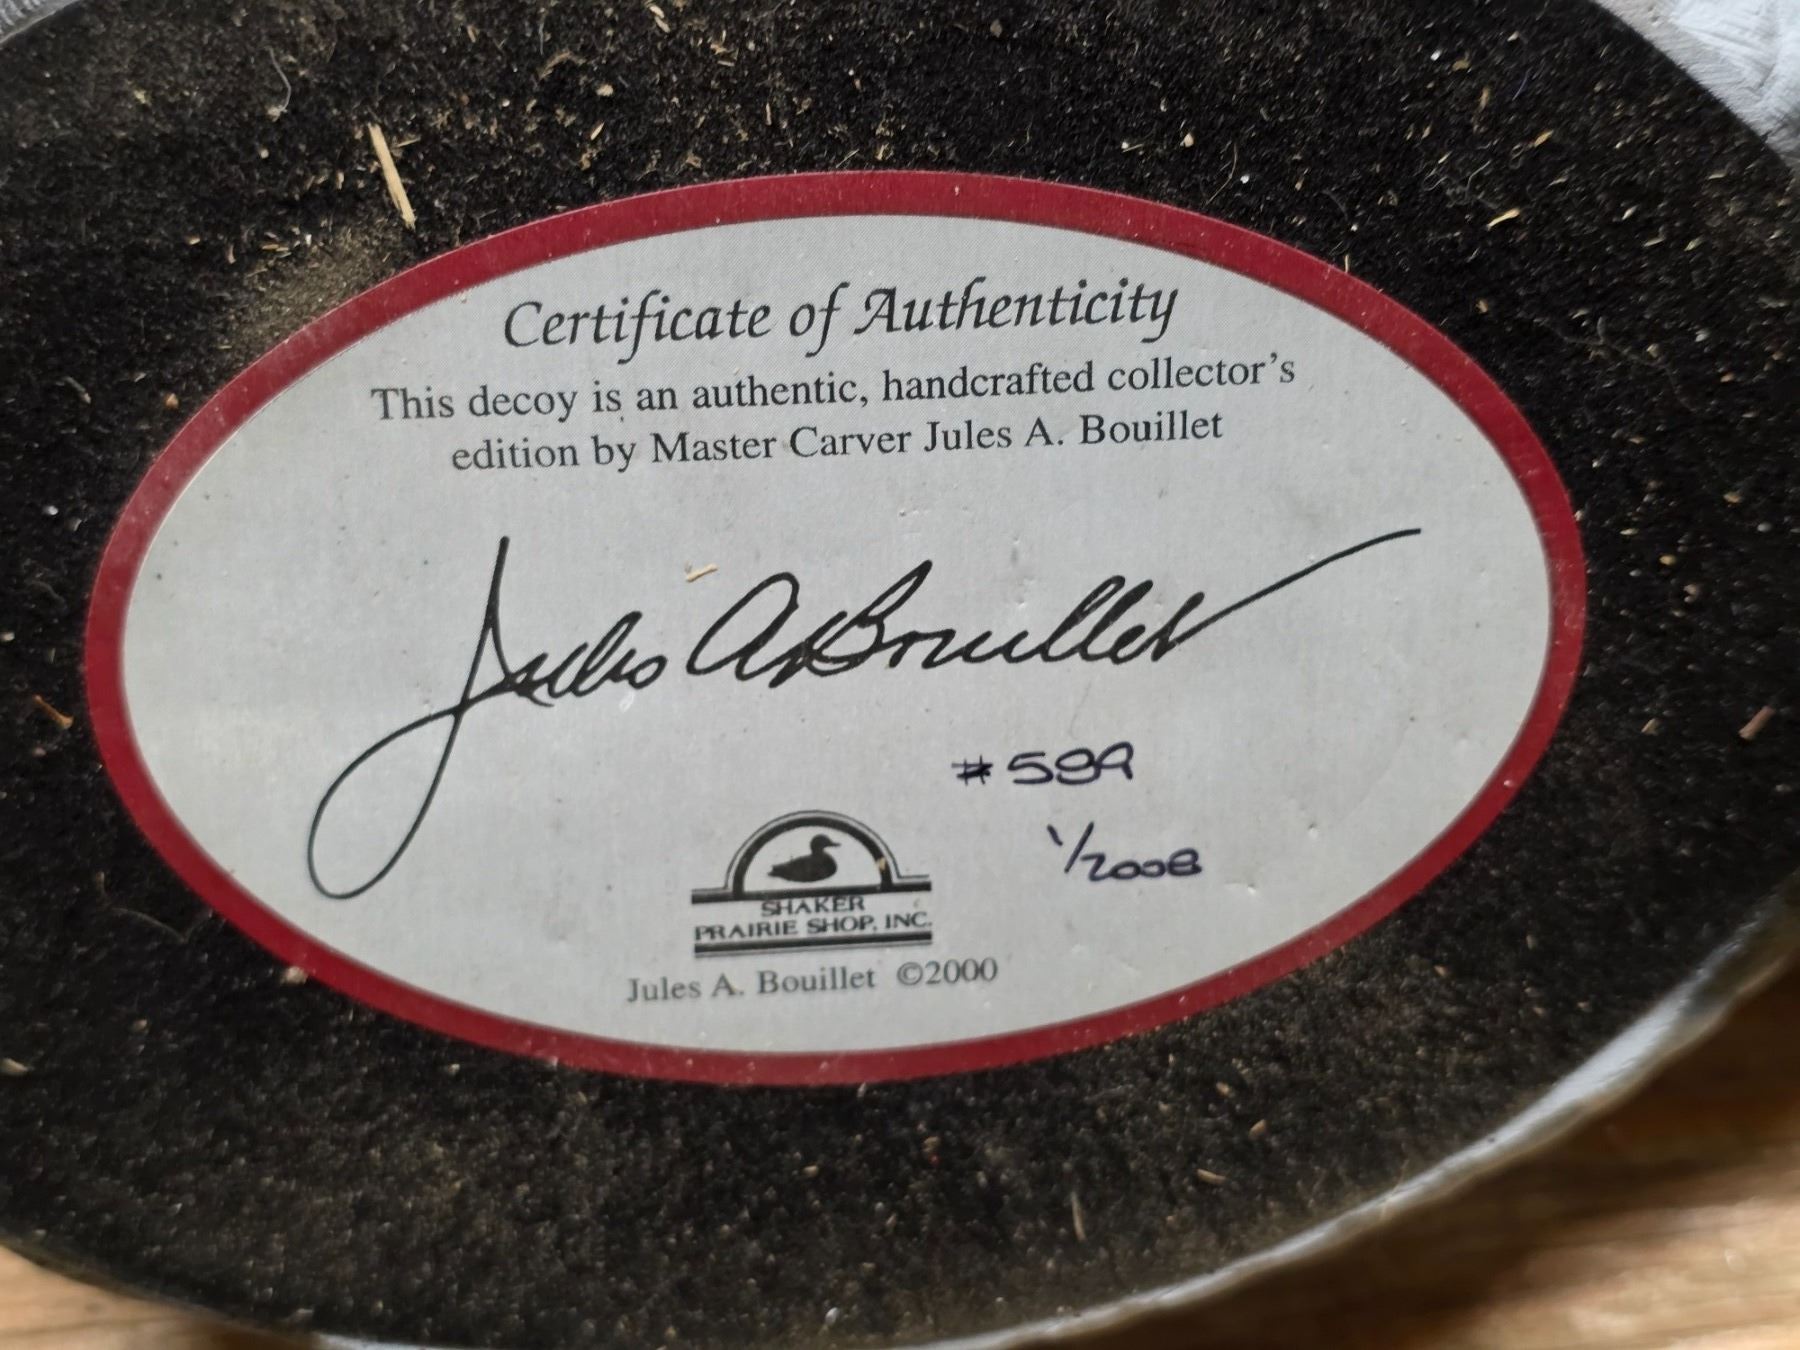 Certificate of Authenticity
This decoy is an authentic, handcrafted collector's
edition by Master Carver Jules A. Bouillet
Jules A Bouillet
#599
1/2008
SHAKER
PRAIRIE SHOP, INC.
Jules A. Bouillet ©2000